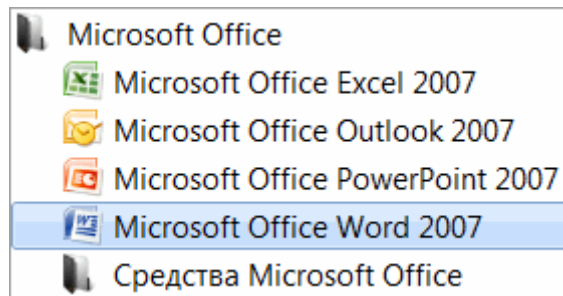 Microsoft Office
Microsoft Office Excel 2007
Microsoft Office Outlook 2007
Microsoft Office PowerPoint 2007
Microsoft Office Word 2007
Средства Microsoft Office